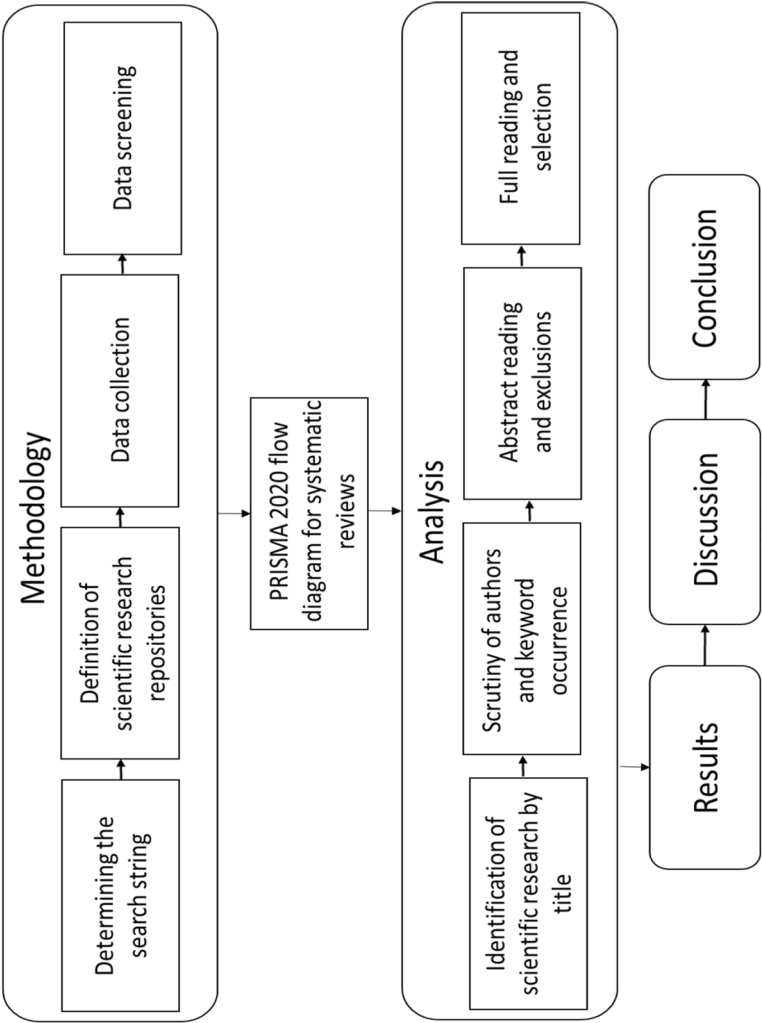 Methodology
Determining the
search string
Definition of
scientific research
repositories
Data collection
Data screening
PRISMA 2020 flow
diagram for systematic
reviews
Analysis
Identification of
scientific research by
title
Scrutiny of authors
and keyword
occurrence
Abstract reading
and exclusions
Full reading and
selection
Results
Discussion
Conclusion